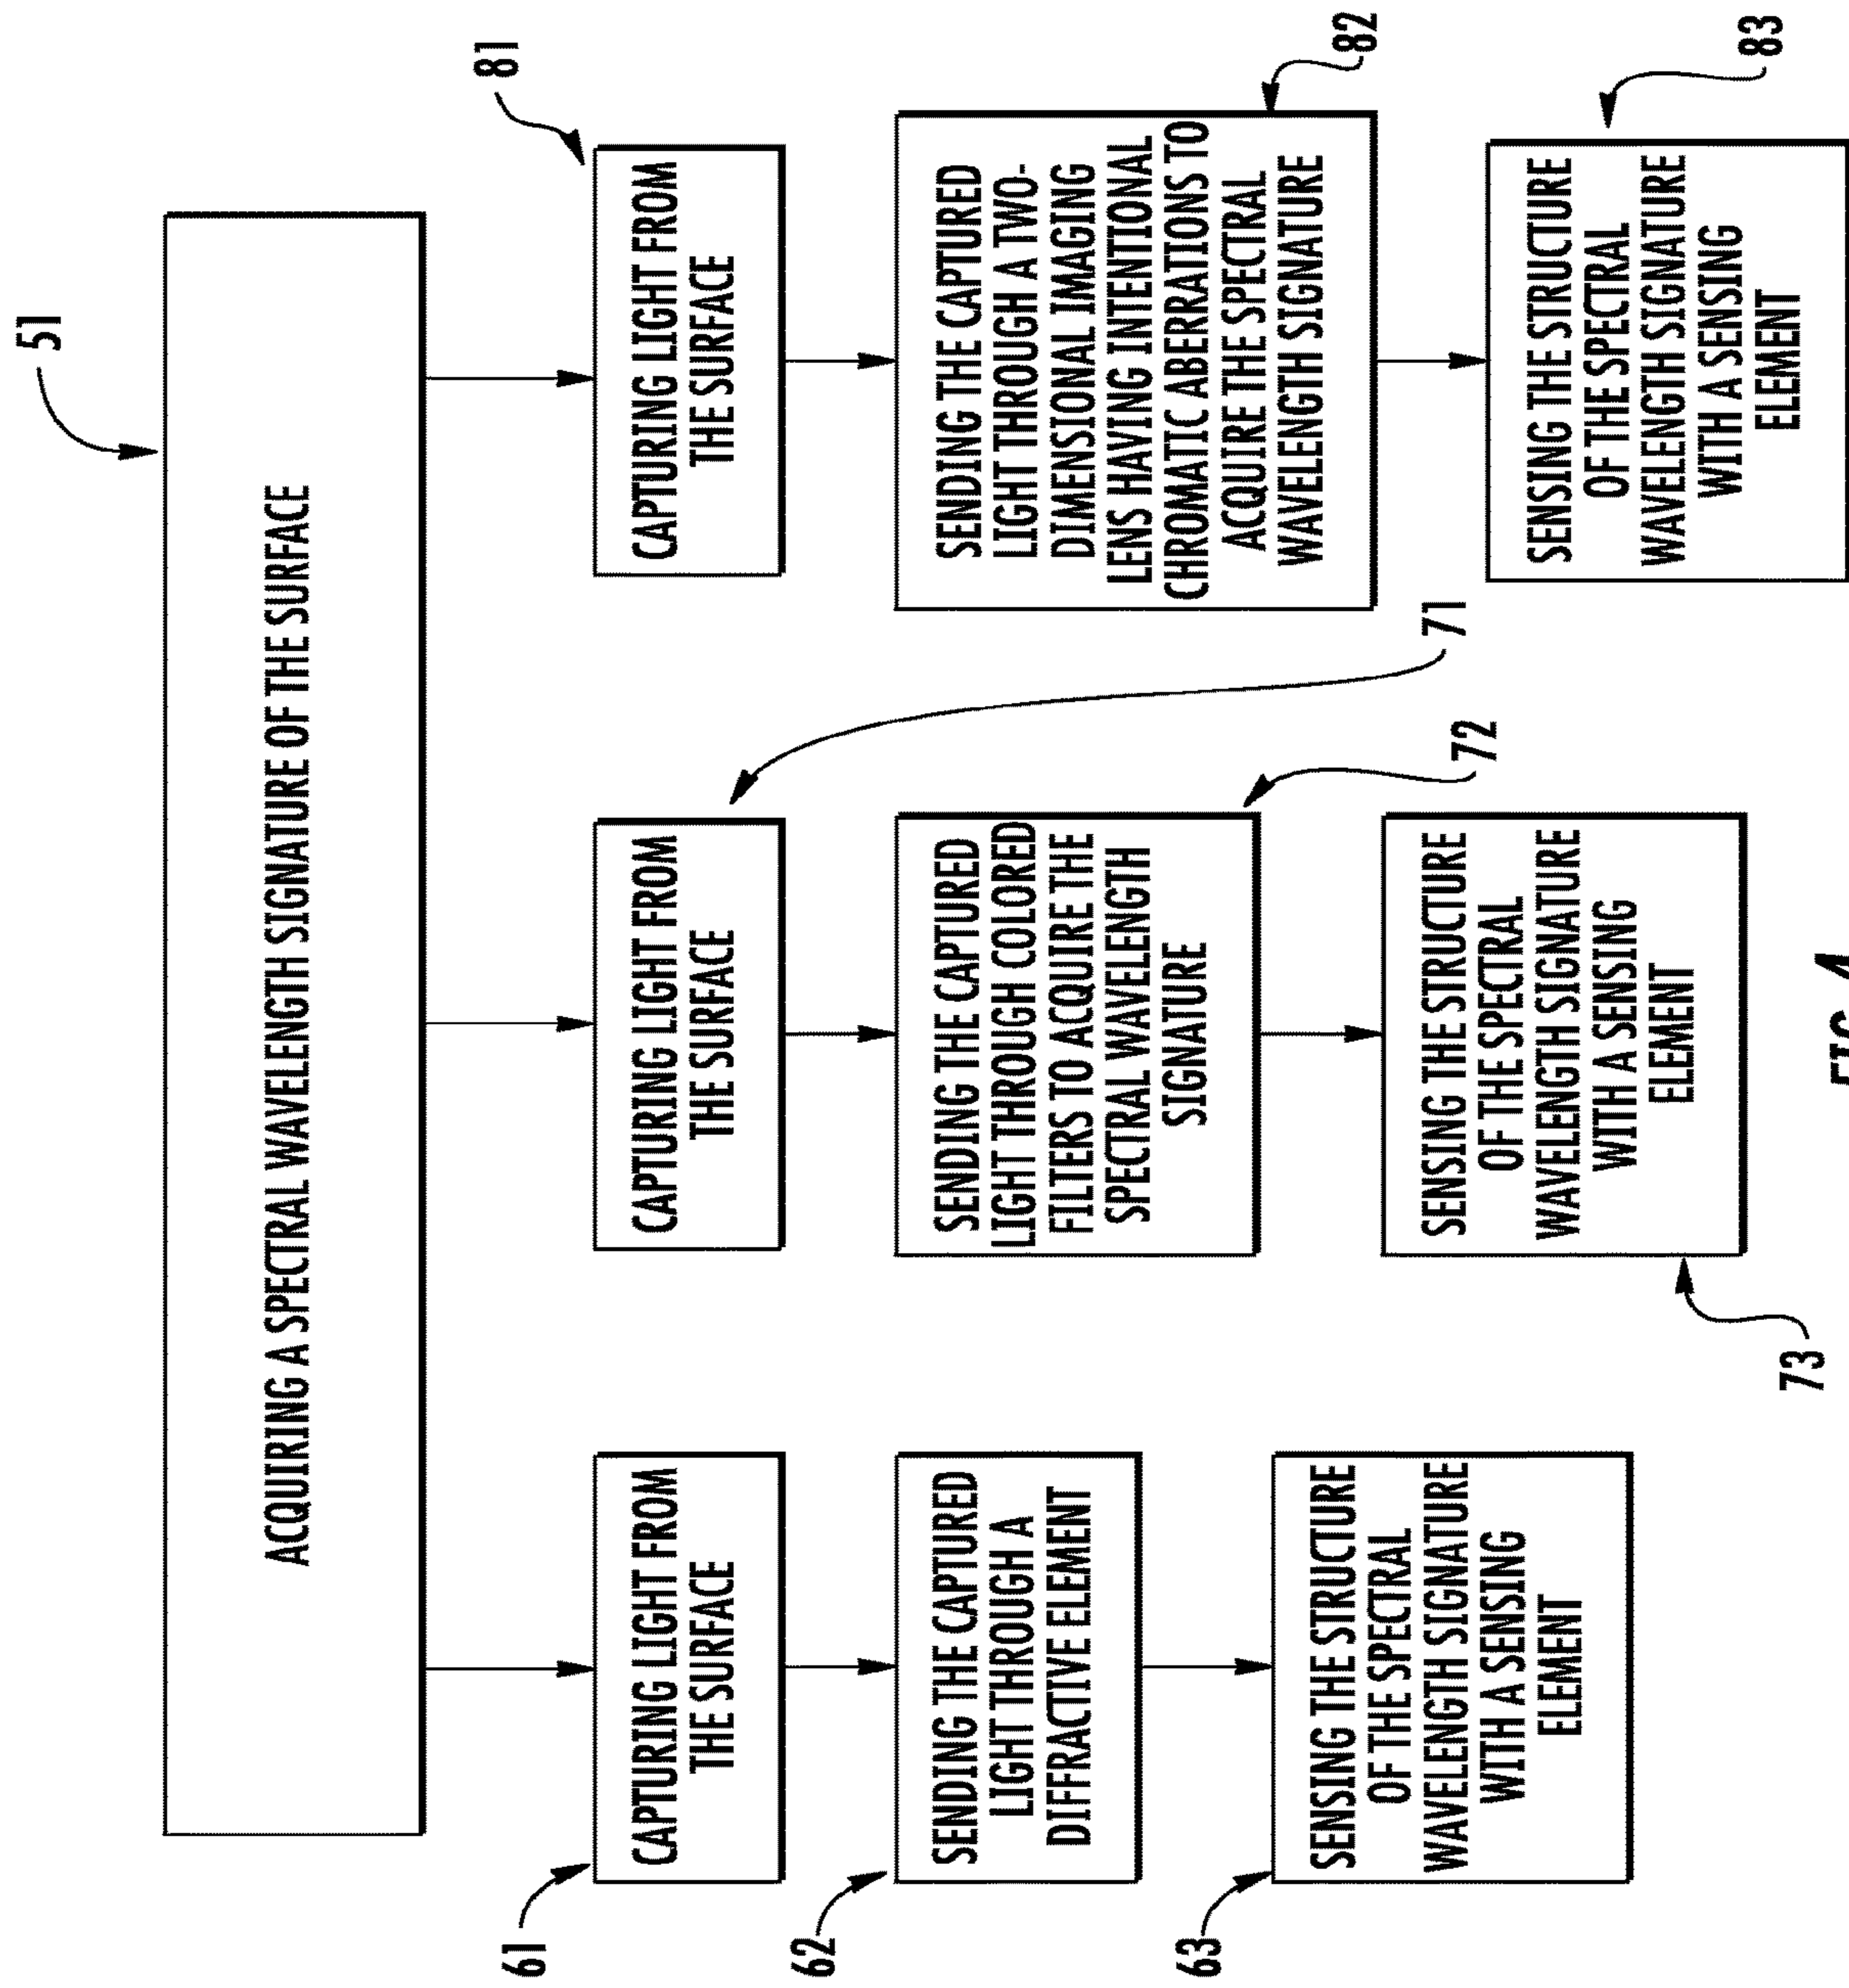 51
ACQUIRING A SPECTRAL WAVELENGTH SIGNATURE OF THE SURFACE
61
CAPTURING LIGHT FROM
THE SURFACE
62
SENDING THE CAPTURED
LIGHT THROUGH A
DIFFRACTIVE ELEMENT
63
SENSING THE STRUCTURE
OF THE SPECTRAL
WAVELENGTH SIGNATURE
WITH A SENSING
ELEMENT
71
CAPTURING LIGHT FROM
THE SURFACE
72
SENDING THE CAPTURED
LIGHT THROUGH COLORED
FILTERS TO ACQUIRE THE
SPECTRAL WAVELENGTH
SIGNATURE
73
SENSING THE STRUCTURE
OF THE SPECTRAL
WAVELENGTH SIGNATURE
WITH A SENSING
ELEMENT
81
CAPTURING LIGHT FROM
THE SURFACE
82
SENDING THE CAPTURED
LIGHT THROUGH A TWO-
DIMENSIONAL IMAGING
LENS HAVING INTENTIONAL
CHROMATIC ABERRATIONS TO
ACQUIRE THE SPECTRAL
WAVELENGTH SIGNATURE
83
SENSING THE STRUCTURE
OF THE SPECTRAL
WAVELENGTH SIGNATURE
WITH A SENSING
ELEMENT
FIG. 4